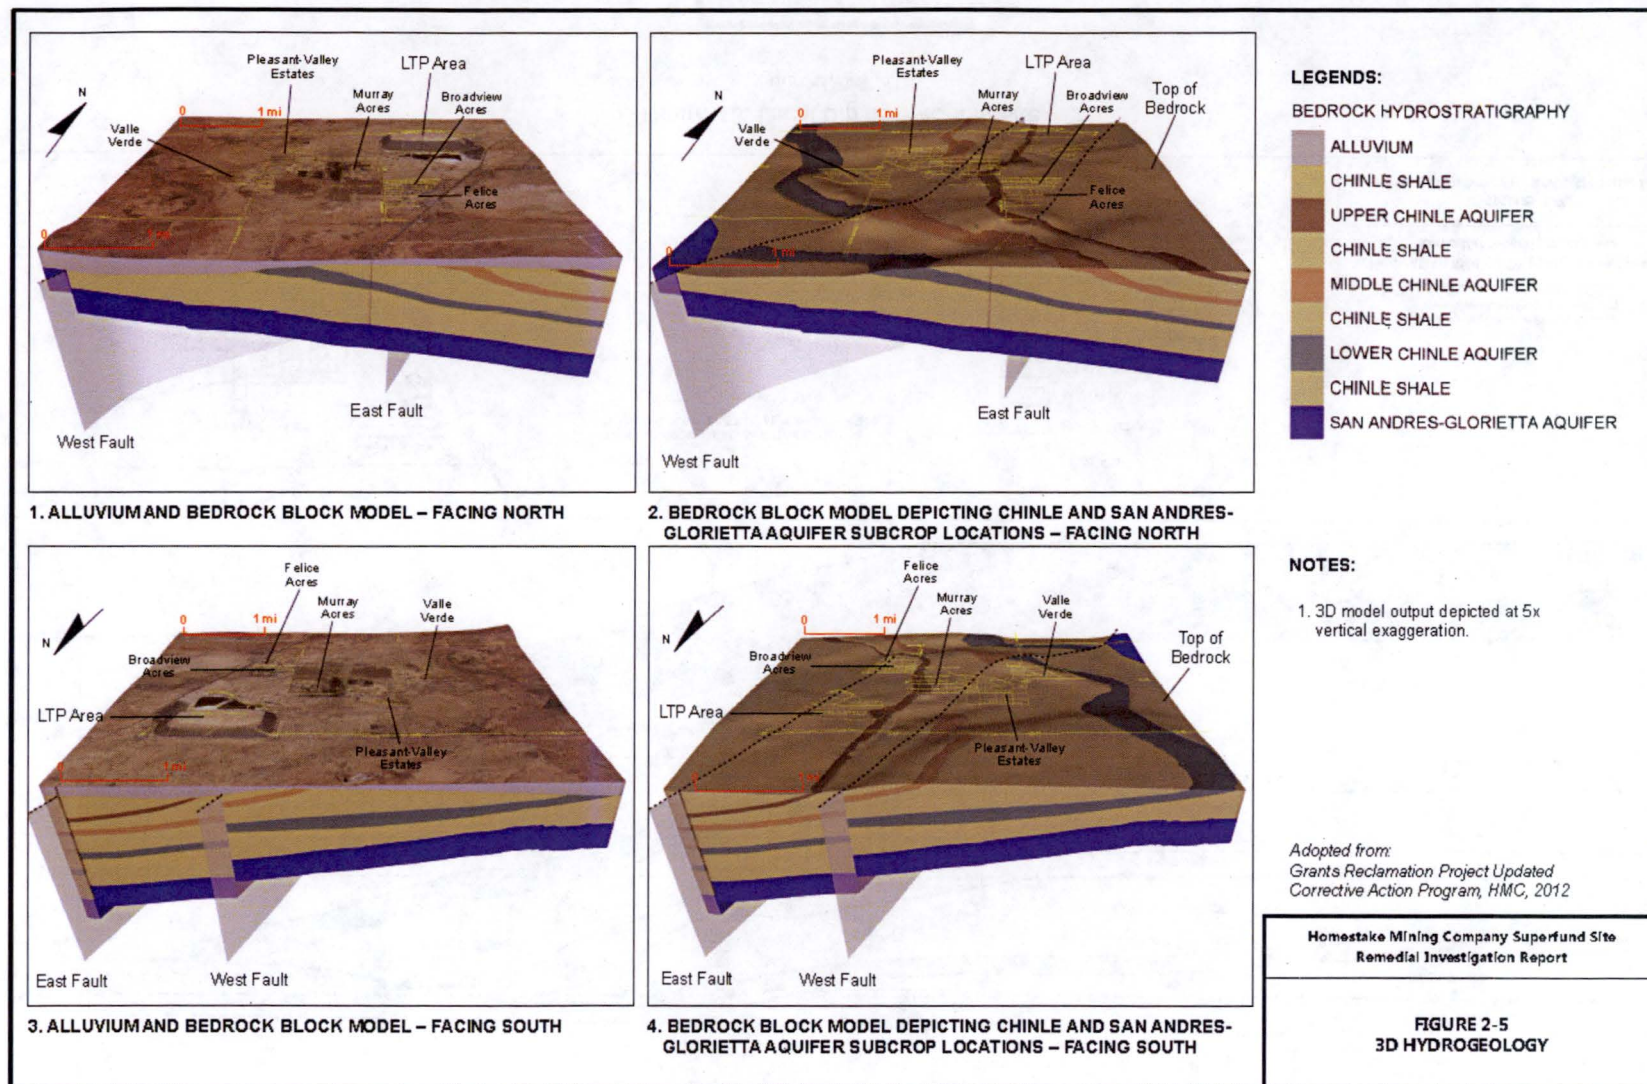 Pleasant-Valley
Estates
LTP Area
Murray
Acres
Broadview
Acres
N
0
1 mi
Valle
Verde
Felice
Acres
0
East Fault
West Fault
1. ALLUVIUM AND BEDROCK BLOCK MODEL – FACING NORTH
Pleasant-Valley
Estates
LTP Area
Murray
Acres
Broadview
Acres
Top of
Bedrock
N
0
1 mi
Valle
Verde
Felice
Acres
0
1 mi
East Fault
West Fault
2. BEDROCK BLOCK MODEL DEPICTING CHINLE AND SAN ANDRES-
GLORIETTA AQUIFER SUBCROP LOCATIONS – FACING NORTH
LEGENDS:
BEDROCK HYDROSTRATIGRAPHY
ALLUVIUM
CHINLE SHALE
UPPER CHINLE AQUIFER
CHINLE SHALE
MIDDLE CHINLE AQUIFER
CHINLE SHALE
LOWER CHINLE AQUIFER
CHINLE SHALE
SAN ANDRES-GLORIETTA AQUIFER
Felice
Acres
Murray
Acres
Valle
Verde
N
0
1 mi
Broadview
Acres
LTP Area
Pleasant-Valley
Estates
0
1 mi
East Fault
West Fault
3. ALLUVIUM AND BEDROCK BLOCK MODEL – FACING SOUTH
Felice
Acres
Murray
Acres
Valle
Verde
N
0
1 mi
Broadview
Acres
Top of
Bedrock
LTP Area
Pleasant-Valley
Estates
0
East Fault
West Fault
4. BEDROCK BLOCK MODEL DEPICTING CHINLE AND SAN ANDRES-
GLORIETTA AQUIFER SUBCROP LOCATIONS – FACING SOUTH
NOTES:
1. 3D model output depicted at 5x
vertical exaggeration.
Adopted from:
Grants Reclamation Project Updated
Corrective Action Program, HMC, 2012
Homestake Mining Company Superfund Site
Remedial Investigation Report
FIGURE 2-5
3D HYDROGEOLOGY